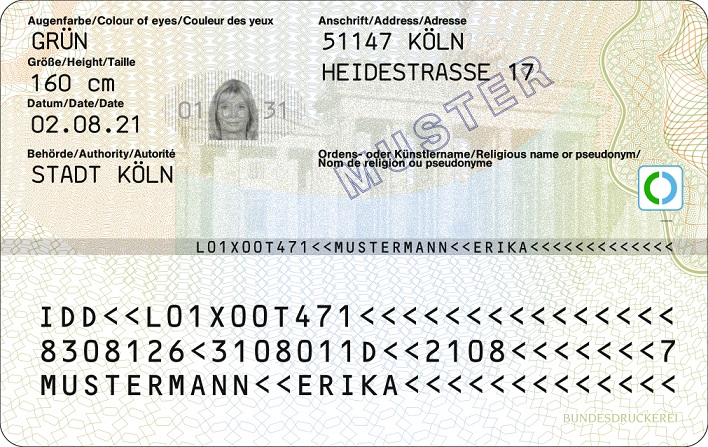 Augenfarbe/Colour of eyes/Couleur des yeux
GRÜN
Größe/Height/Taille
160 cm
Datum/Date/Date
02.08.21
Behörde/Authority/Autorité
STADT KÖLN
Anschrift/Address/Adresse
51147 KÖLN
HEIDESTRASSE 17
MUSTER
01 31
Ordens- oder Künstlername/Religious name or pseudonym/
Nom de religion ou pseudonyme
L01X00T471<<MUSTERMANN<<ERIKA<<<<<<<<<<<<<
IDD<<L01X00T471<<<<<<<<<<<<<<<
8308126<3108011D<<2108<<<<<<<7
MUSTERMANN<<ERIKA<<<<<<<<<<<<<
BUNDESDRUCKEREI